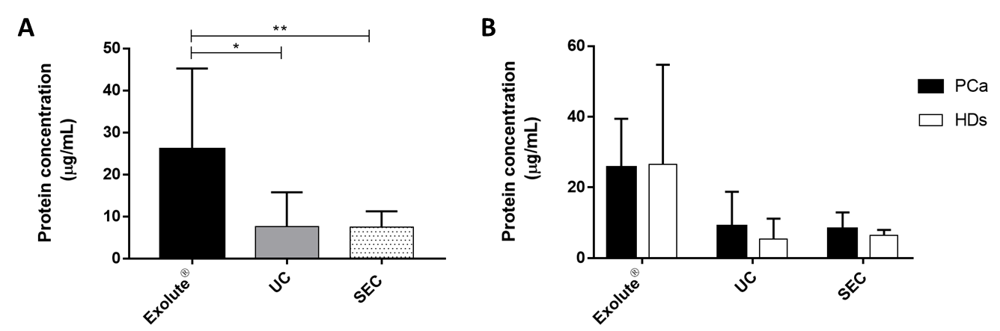 A
Protein concentration
(μg/mL)
50
40
30
20
10
0
**
*
Exolute®
UC
SEC
B
Protein concentration
(μg/mL)
60
40
20
0
Exolute®
UC
SEC
PCa
HDs